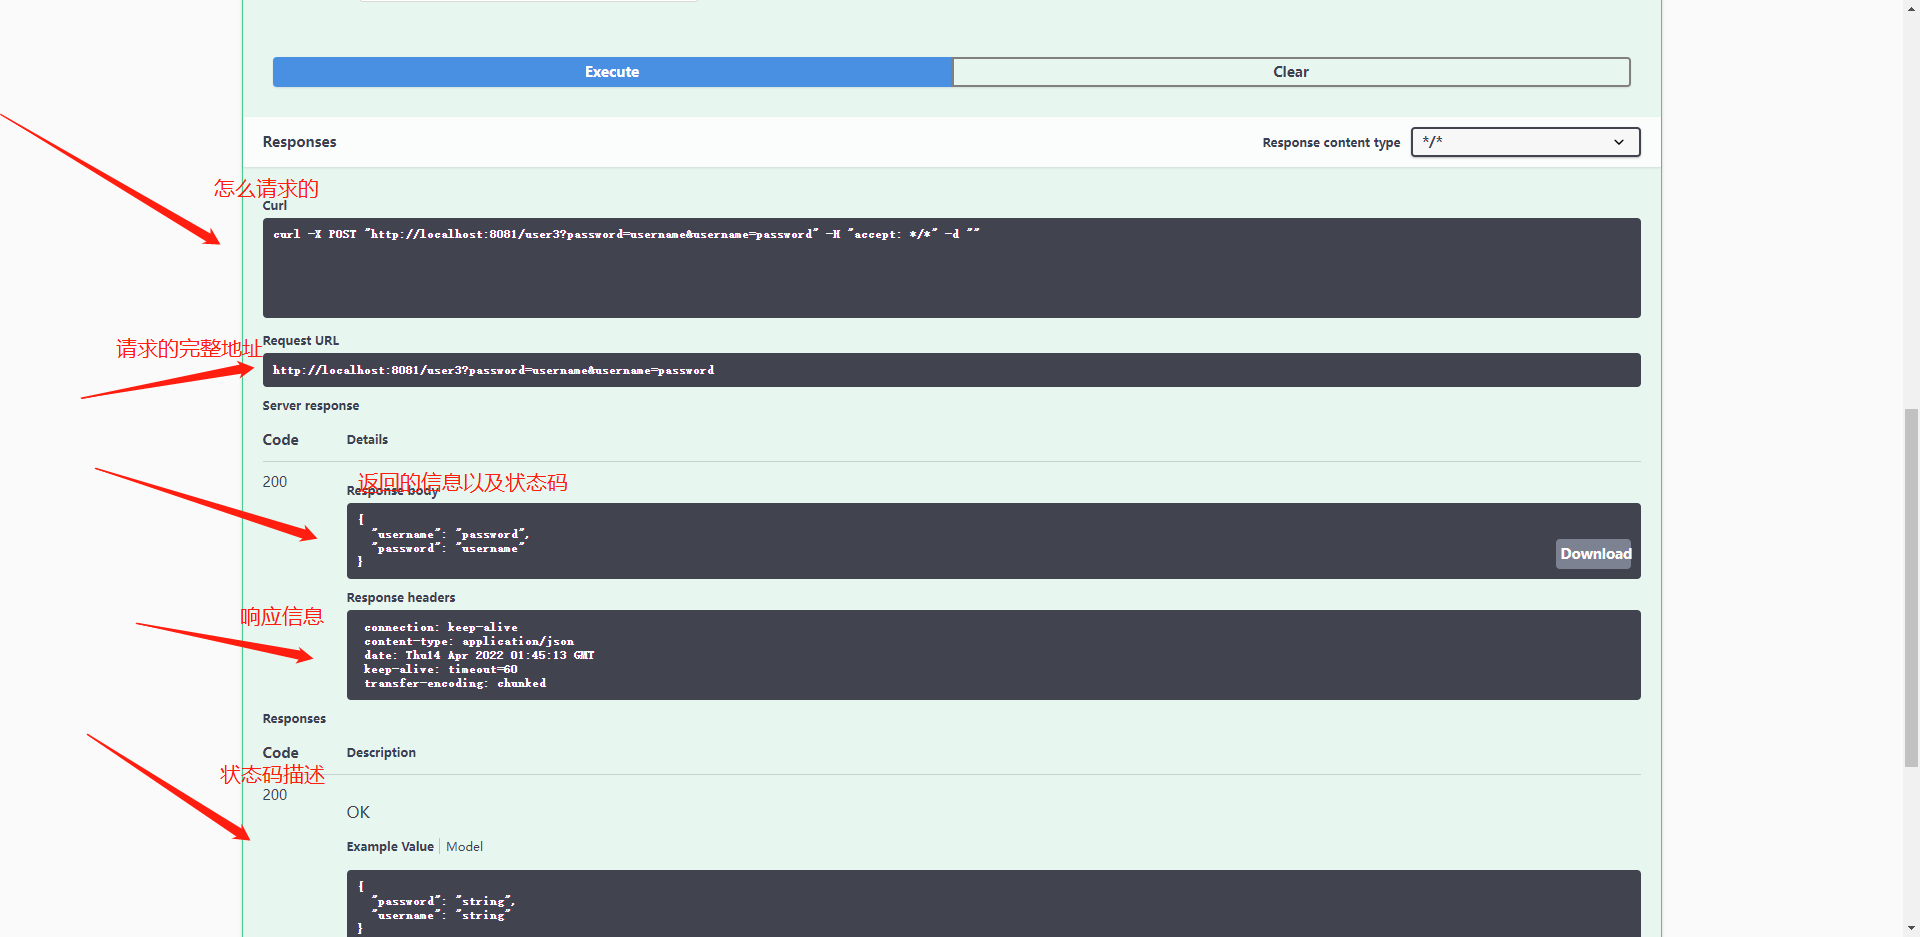 Execute
Clear
Responses
Response content type
*/*
怎么请求的
Curl
curl -X POST "http://localhost:8081/user3?password=username&username=password" -H "accept: */*" -d ""
请求的完整地址
Request URL
http://localhost:8081/user3?password=username&username=password
Server response
Code
Details
200
返回的信息以及状态码
Response body
{
"username": "password",
"password": "username"
}
Download
响应信息
Response headers
connection: keep-alive
content-type: application/json
date: Thu14 Apr 2022 01:45:13 GMT
keep-alive: timeout=60
transfer-encoding: chunked
Responses
Code
Description
状态码描述
200
OK
Example Value
Model
{
"password": "string",
"username": "string"
}